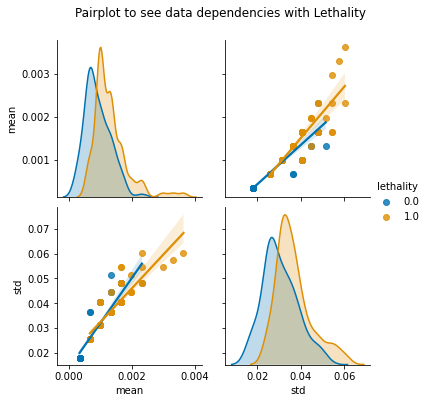 Pairplot to see data dependencies with Lethality
0.003
0.002
0.001
mean
lethality
0.0
1.0
0.07
0.06
0.05
0.04
0.03
0.02
std
0.000 0.002 0.004
mean
0.02 0.04 0.06
std